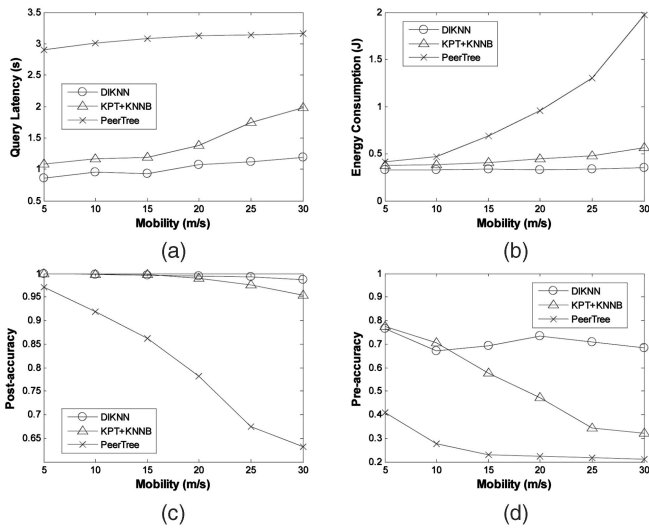 (a)
Query Latency (s)
3.5
3
2.5
2
1.5
1
0.5
DIKNN
KPT+KNNB
PeerTree
5 10 15 20 25 30
Mobility (m/s)
(b)
Energy Consumption (J)
2
1.5
1
0.5
0
DIKNN
KPT+KNNB
PeerTree
5 10 15 20 25 30
Mobility (m/s)
(c)
Post-accuracy
1
0.95
0.9
0.85
0.8
0.75
0.7
0.65
DIKNN
KPT+KNNB
PeerTree
5 10 15 20 25 30
Mobility (m/s)
(d)
Pre-accuracy
1
0.9
0.8
0.7
0.6
0.5
0.4
0.3
0.2
DIKNN
KPT+KNNB
PeerTree
5 10 15 20 25 30
Mobility (m/s)